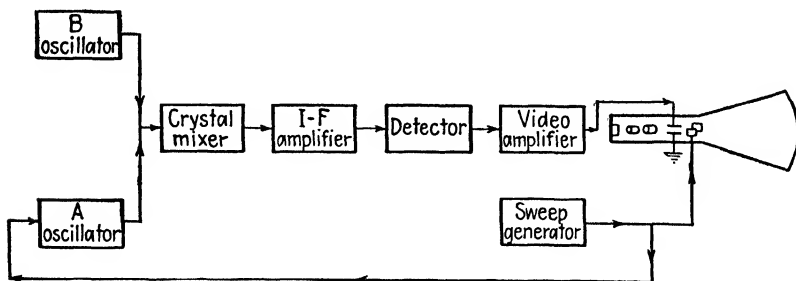 B
oscillator
Crystal
mixer
I-F
amplifier
Detector
Video
amplifier
A
oscillator
Sweep
generator